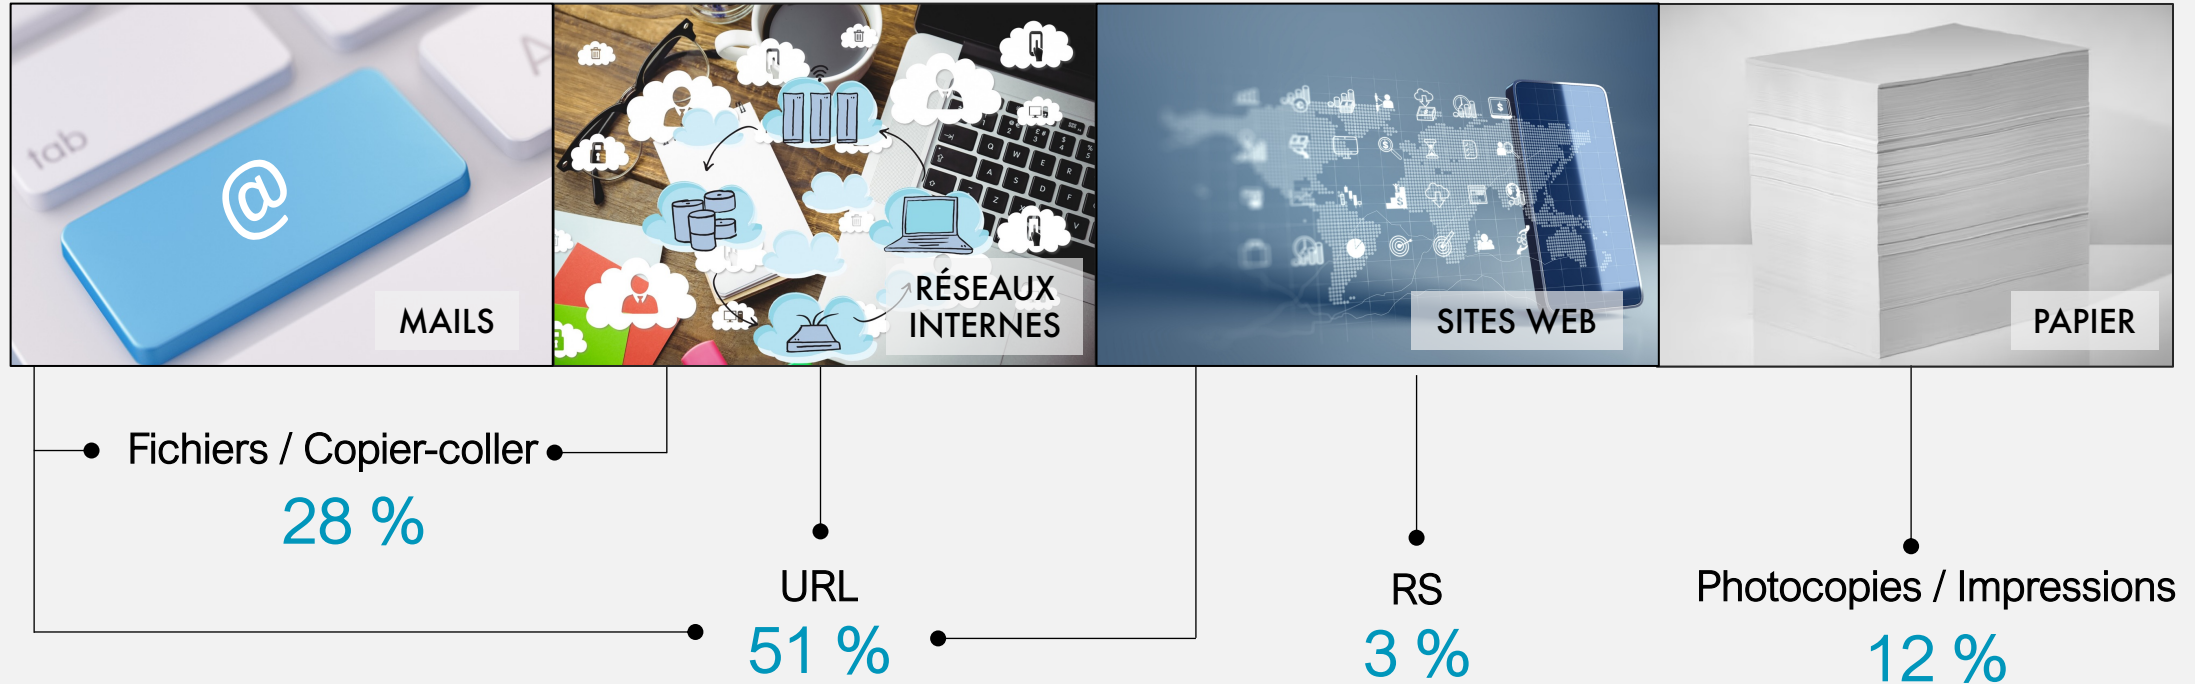 tab
A
@
MAILS
RÉSEAUX
INTERNES
SITES WEB
PAPIER
Fichiers / Copier-coller
28 %
URL
51 %
RS
3 %
Photocopies / Impressions
12 %